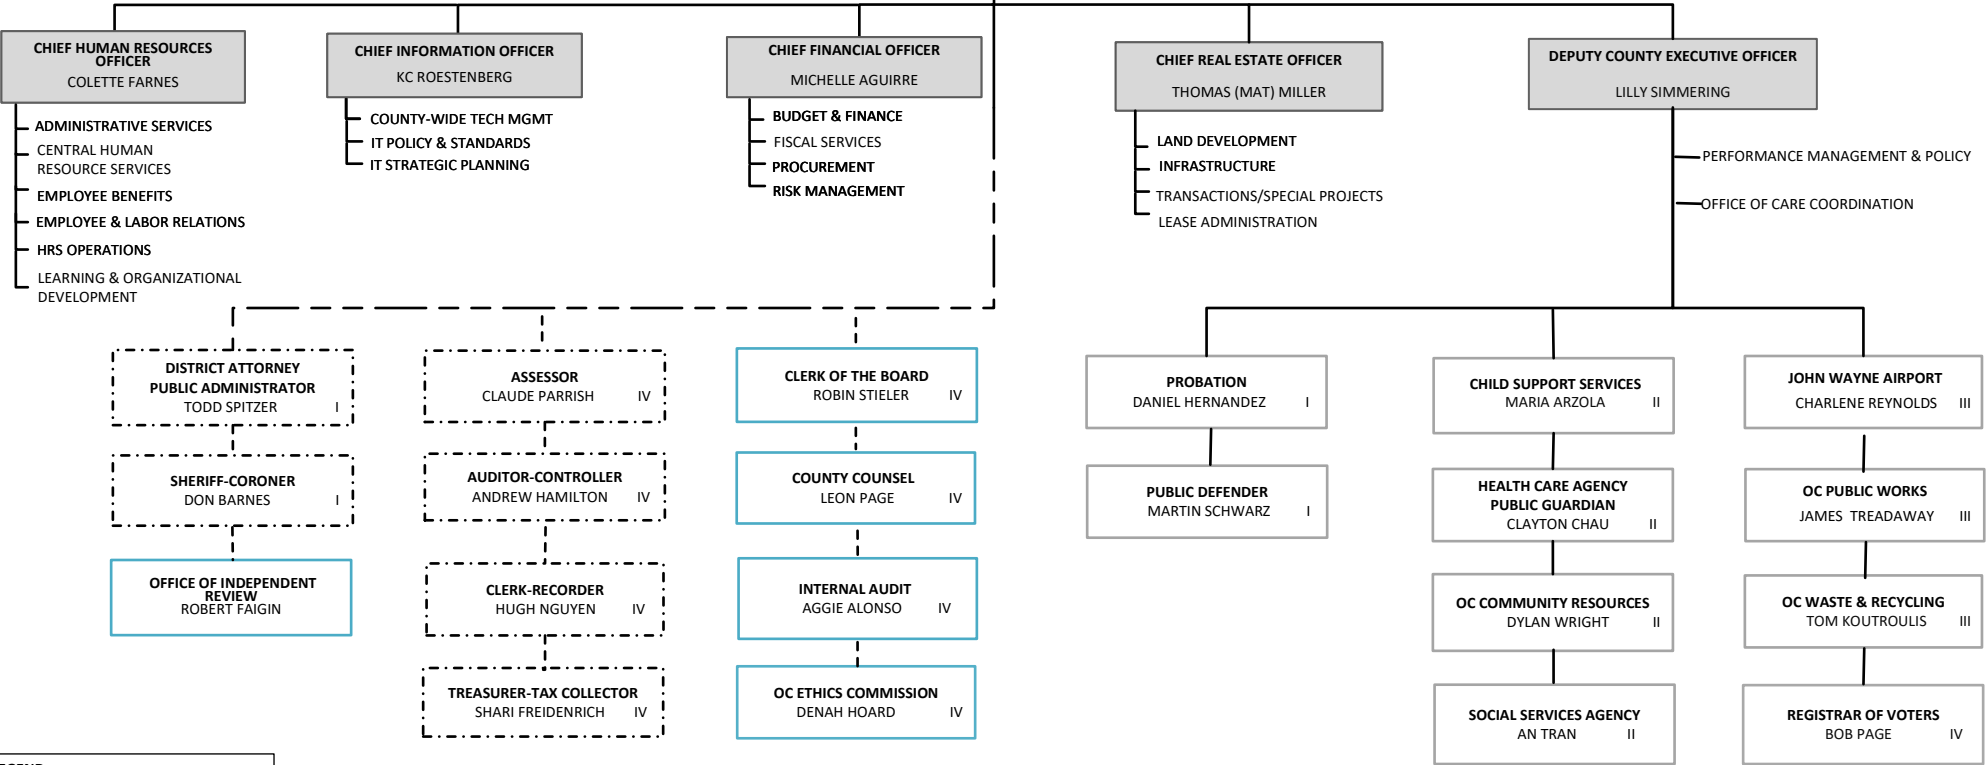 CHIEF HUMAN RESOURCES
OFFICER
COLETTE FARNES
ADMINISTRATIVE SERVICES
CENTRAL HUMAN
RESOURCE SERVICES
EMPLOYEE BENEFITS
EMPLOYEE & LABOR RELATIONS
HRS OPERATIONS
LEARNING & ORGANIZATIONAL
DEVELOPMENT
CHIEF INFORMATION OFFICER
KC ROESTENBERG
COUNTY-WIDE TECH MGMT
IT POLICY & STANDARDS
IT STRATEGIC PLANNING
CHIEF FINANCIAL OFFICER
MICHELLE AGUIRRE
BUDGET & FINANCE
FISCAL SERVICES
PROCUREMENT
RISK MANAGEMENT
CHIEF REAL ESTATE OFFICER
THOMAS (MAT) MILLER
LAND DEVELOPMENT
INFRASTRUCTURE
TRANSACTIONS/SPECIAL PROJECTS
LEASE ADMINISTRATION
DEPUTY COUNTY EXECUTIVE OFFICER
LILLY SIMMERING
PERFORMANCE MANAGEMENT & POLICY
OFFICE OF CARE COORDINATION
DISTRICT ATTORNEY
PUBLIC ADMINISTRATOR
TODD SPITZER I
SHERIFF-CORONER
DON BARNES I
OFFICE OF INDEPENDENT
REVIEW
ROBERT FAIGIN
ASSESSOR
CLAUDE PARRISH IV
AUDITOR-CONTROLLER
ANDREW HAMILTON IV
CLERK-RECORDER
HUGH NGUYEN IV
TREASURER-TAX COLLECTOR
SHARI FREIDENRICH IV
CLERK OF THE BOARD
ROBIN STIELER IV
COUNTY COUNSEL
LEON PAGE IV
INTERNAL AUDIT
AGGIE ALONSO IV
OC ETHICS COMMISSION
DENAH HOARD IV
PROBATION
DANIEL HERNANDEZ I
PUBLIC DEFENDER
MARTIN SCHWARZ I
CHILD SUPPORT SERVICES
MARIA ARZOLA II
HEALTH CARE AGENCY
PUBLIC GUARDIAN
CLAYTON CHAU II
OC COMMUNITY RESOURCES
DYLAN WRIGHT II
SOCIAL SERVICES AGENCY
AN TRAN II
JOHN WAYNE AIRPORT
CHARLENE REYNOLDS III
OC PUBLIC WORKS
JAMES TREADAWAY III
OC WASTE & RECYCLING
TOM KOUTROULIS III
REGISTRAR OF VOTERS
BOB PAGE IV